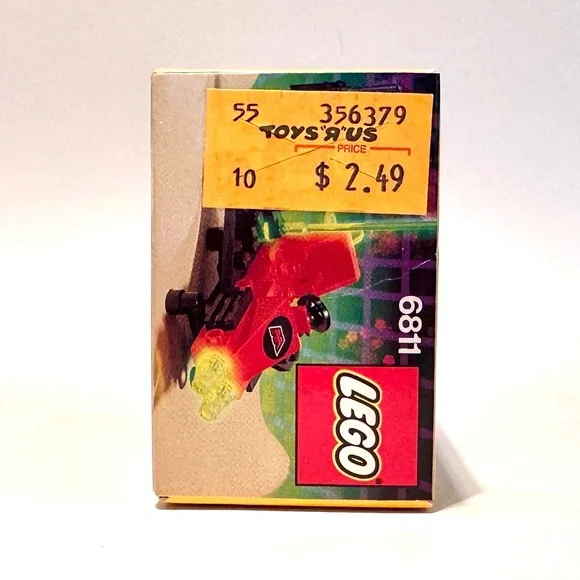 55 356379
TOYS "R" US
PRICE
10 $ 2.49
6811
LEGO